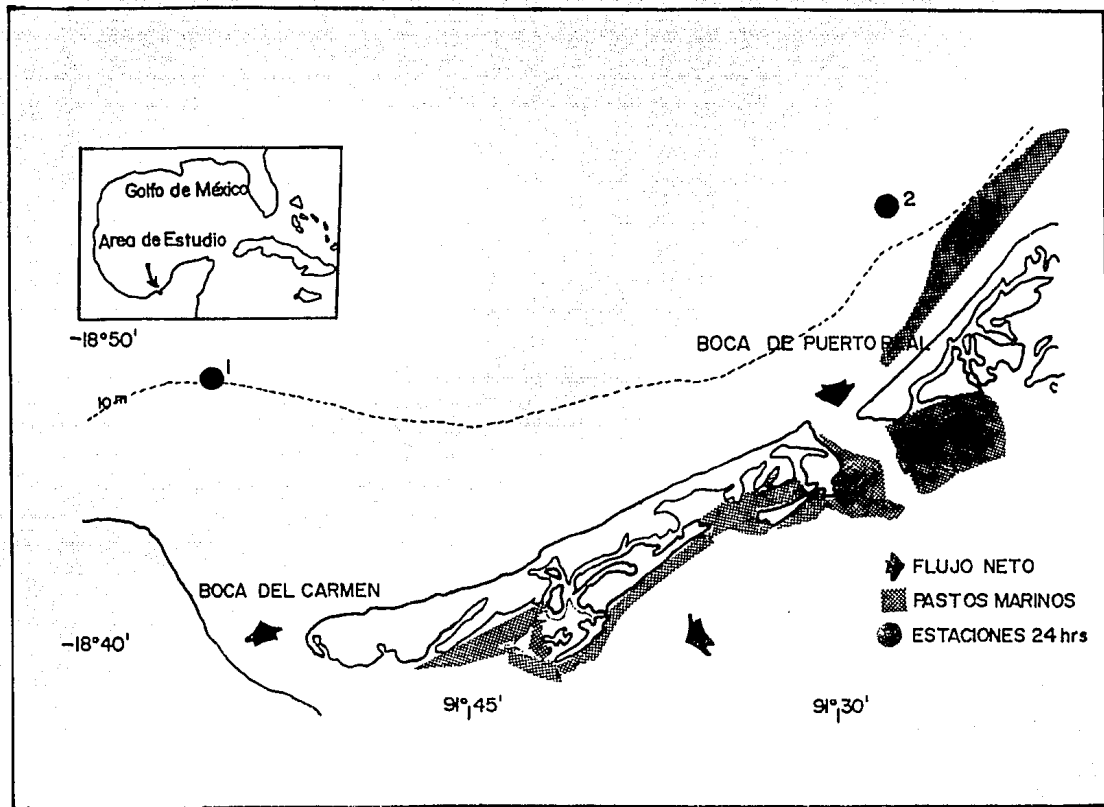 Golfo de México
Area de Estudio
-18°50'
2
BOCA DE PUERTO REAL
1
10 m
BOCA DEL CARMEN
FLUJO NETO
PASTOS MARINOS
ESTACIONES 24 hrs
-18°40'
91°45'
91°30'